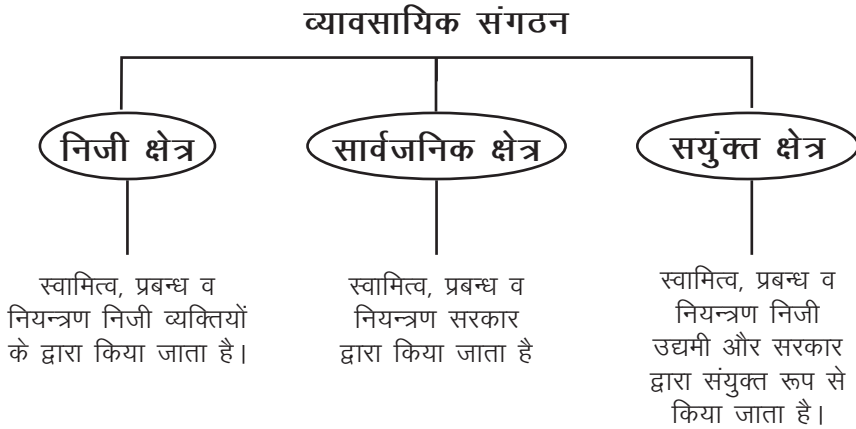 व्यावसायिक संगठन
निजी क्षेत्र
सार्वजनिक क्षेत्र
सयुंक्त क्षेत्र
स्वामित्व, प्रबन्ध व
नियन्त्रण निजी व्यक्तियों
के द्वारा किया जाता है।
स्वामित्व, प्रबन्ध व
नियन्त्रण सरकार
द्वारा किया जाता है
स्वामित्व, प्रबन्ध व
नियन्त्रण निजी
उद्यमी और सरकार
द्वारा संयुक्त रूप से
किया जाता है।